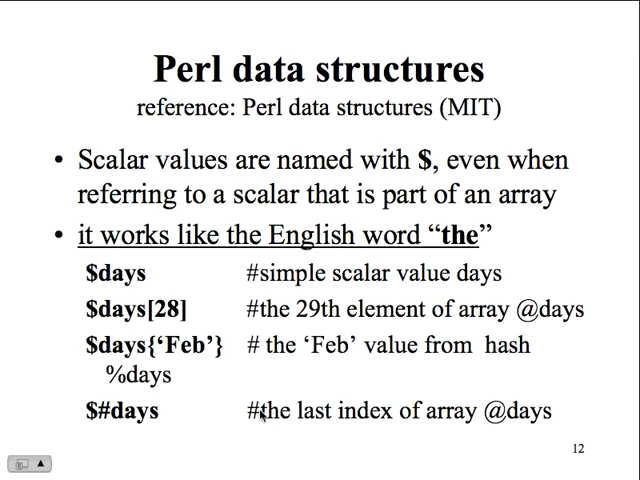 Perl data structures
reference: Perl data structures (MIT)
• Scalar values are named with $, even when
referring to a scalar that is part of an array
• it works like the English word “the”
$days #simple scalar value days
$days[28] #the 29th element of array @days
$days{‘Feb’} # the ‘Feb’ value from hash
%days
$#days #the last index of array @days
12